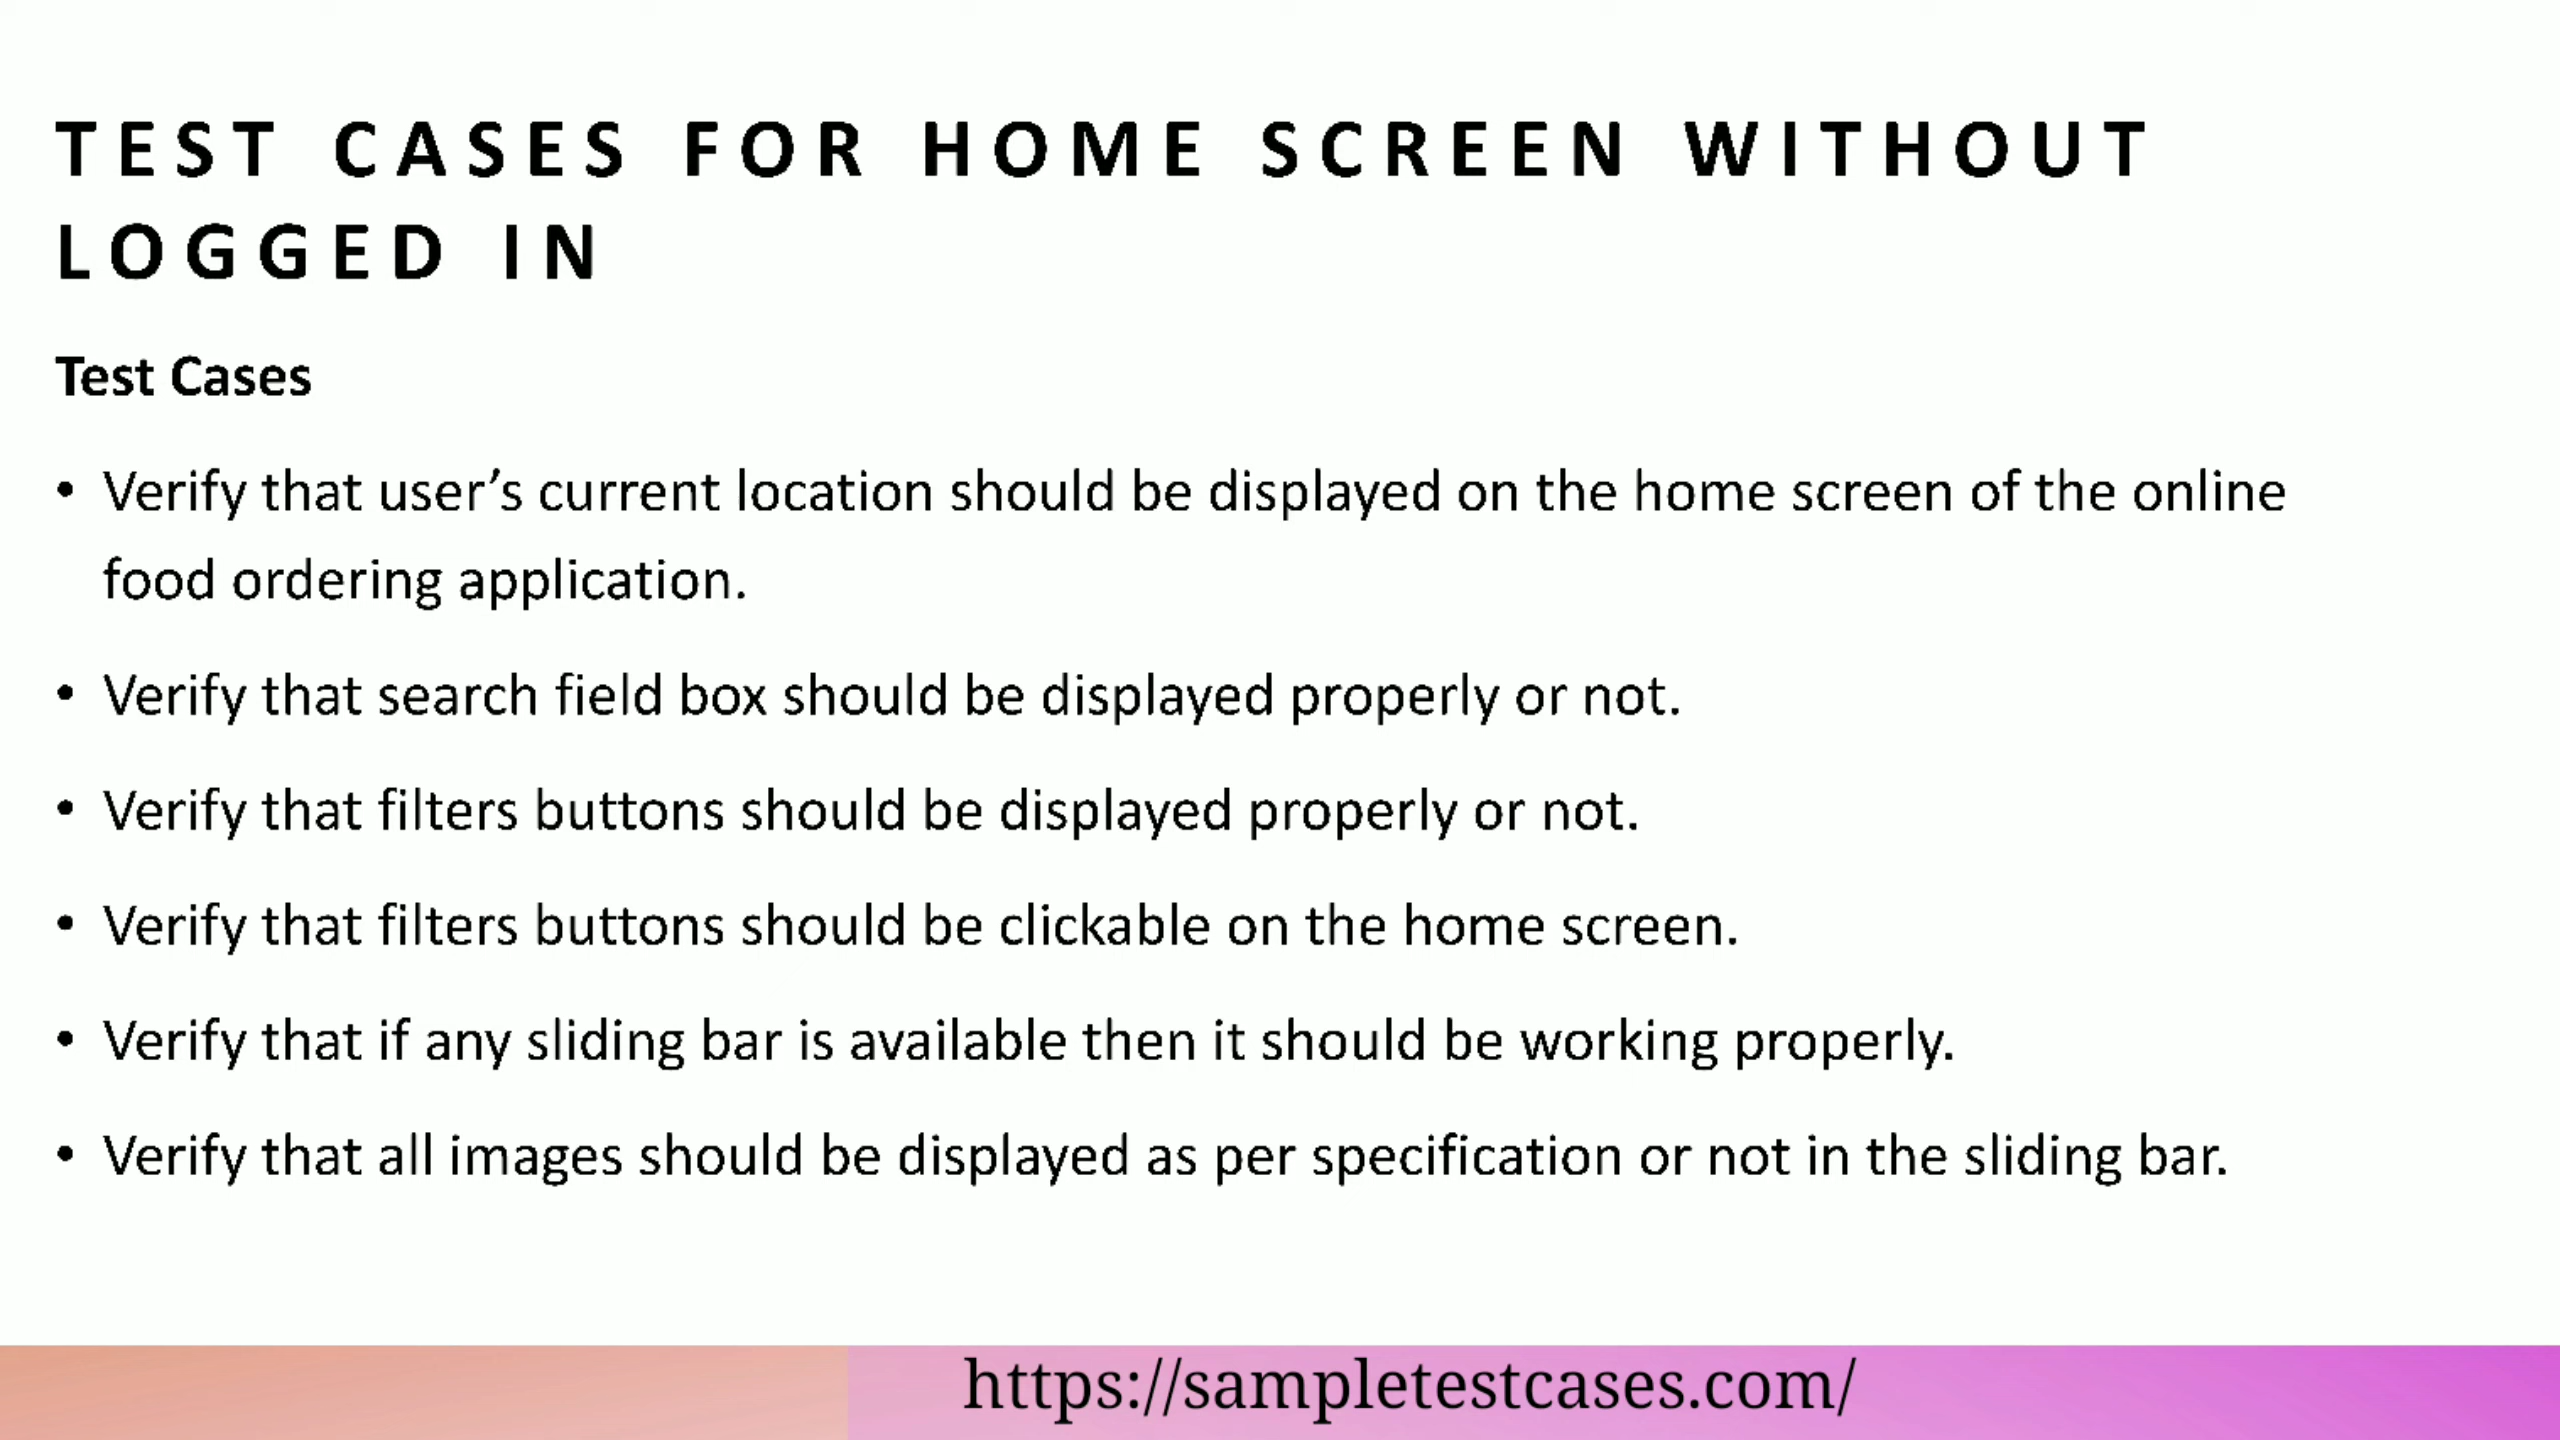 TEST CASES FOR HOME SCREEN WITHOUT
LOGGED IN
Test Cases
• Verify that user’s current location should be displayed on the home screen of the online
food ordering application.
• Verify that search field box should be displayed properly or not.
• Verify that filters buttons should be displayed properly or not.
• Verify that filters buttons should be clickable on the home screen.
• Verify that if any sliding bar is available then it should be working properly.
• Verify that all images should be displayed as per specification or not in the sliding bar.
https://sampletestcases.com/